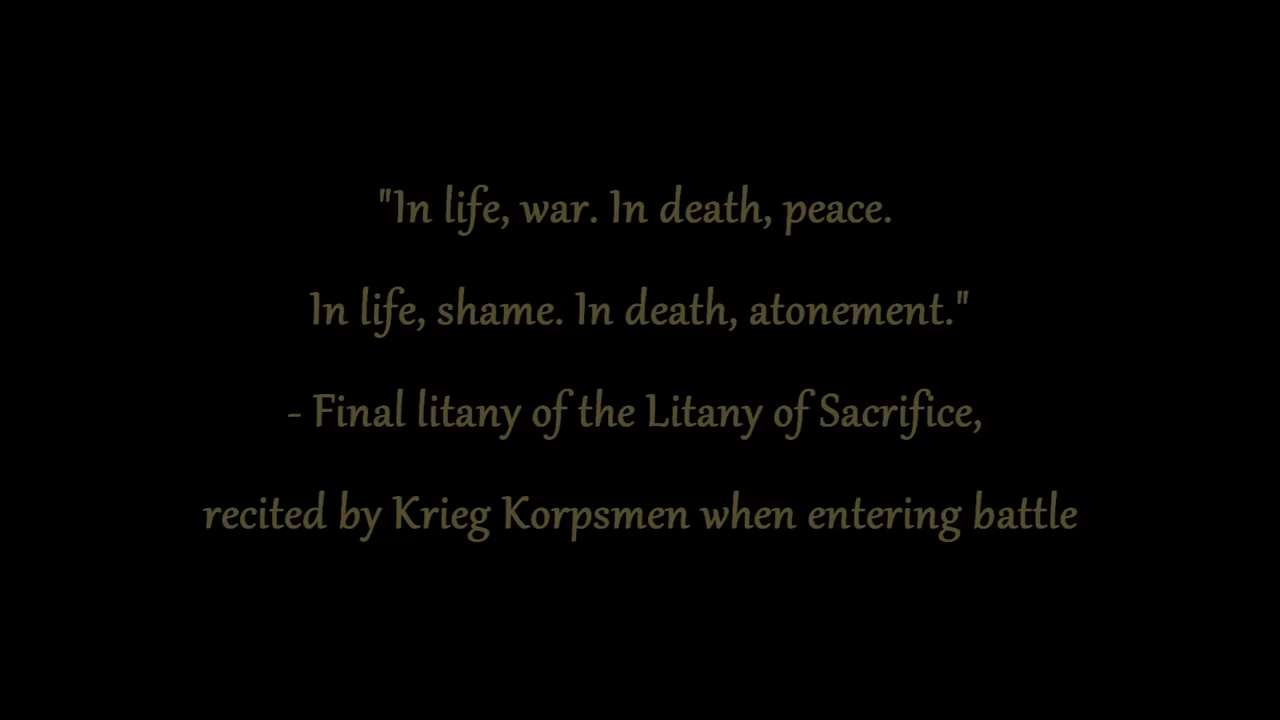 "In life, war. In death, peace.
In life, shame. In death, atonement."
- Final litany of the Litany of Sacrifice,
recited by Krieg Korpsmen when entering battle